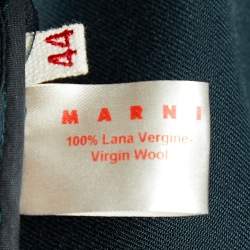 44
MARNI
100% Lana Vergine-
Virgin Wool